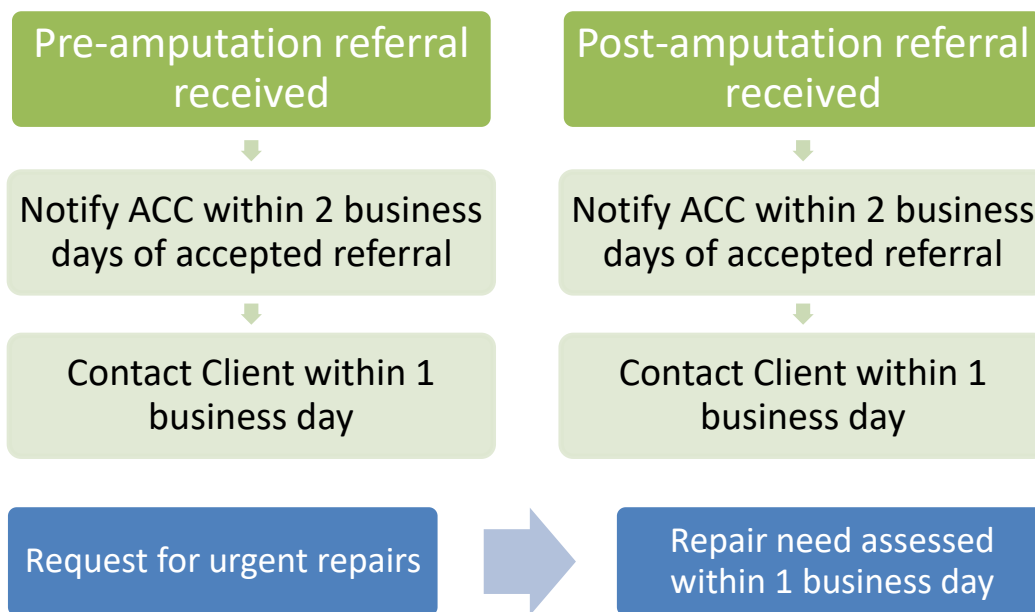 Pre-amputation referral
received
Notify ACC within 2 business
days of accepted referral
Contact Client within 1
business day
Post-amputation referral
received
Notify ACC within 2 business
days of accepted referral
Contact Client within 1
business day
Request for urgent repairs
Repair need assessed
within 1 business day